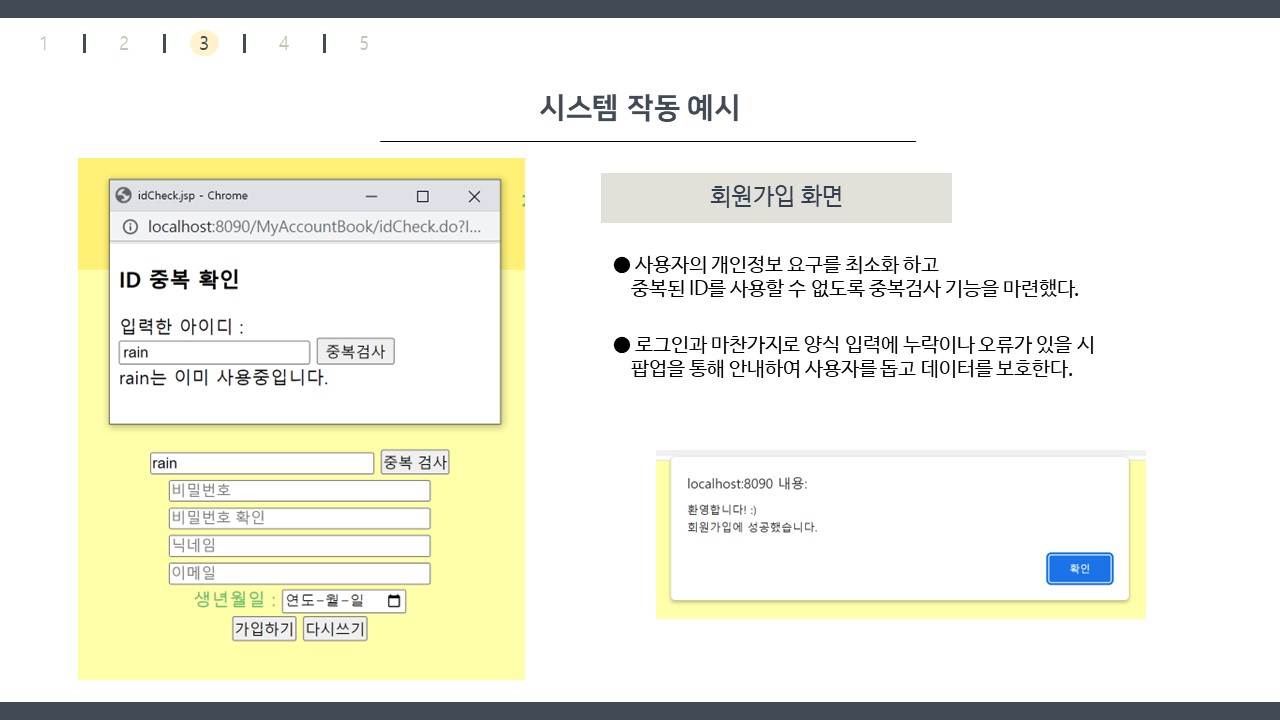 1 | 2 | 3 | 4 | 5
시스템 작동 예시
idCheck.jsp - Chrome
localhost:8090/MyAccountBook/idCheck.do?I...
ID 중복 확인
입력한 아이디 :
rain 중복검사
rain는 이미 사용중입니다.
rain 중복 검사
비밀번호
비밀번호 확인
닉네임
이메일
생년월일 : 연도-월-일
가입하기 다시쓰기
회원가입 화면
● 사용자의 개인정보 요구를 최소화 하고
중복된 ID를 사용할 수 없도록 중복검사 기능을 마련했다.
● 로그인과 마찬가지로 양식 입력에 누락이나 오류가 있을 시
팝업을 통해 안내하여 사용자를 돕고 데이터를 보호한다.
localhost:8090 내용:
환영합니다! :)
회원가입에 성공했습니다.
확인